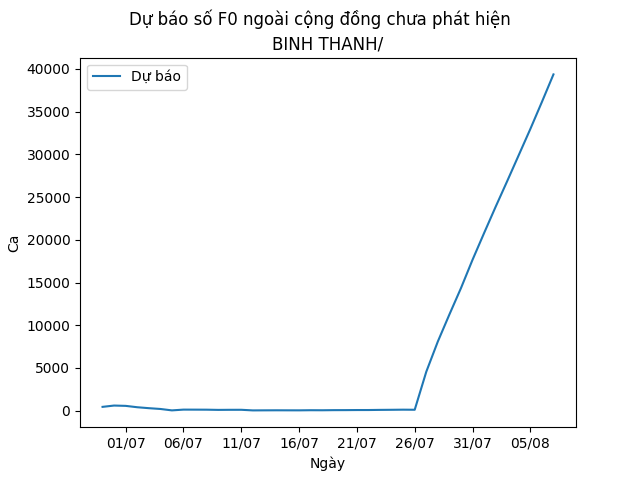 Dự báo số F0 ngoài cộng đồng chưa phát hiện
BINH THANH/
Dự báo
40000
35000
30000
25000
20000
15000
10000
5000
0
Ca
01/07 06/07 11/07 16/07 21/07 26/07 31/07 05/08
Ngày